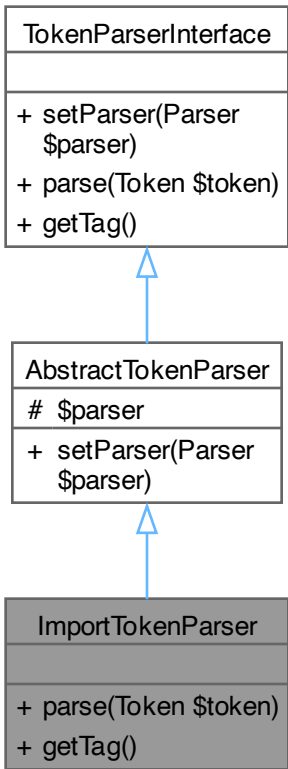 TokenParserInterface
+ setParser(Parser
$parser)
+ parse(Token $token)
+ getTag()
AbstractTokenParser
# $parser
+ setParser(Parser
$parser)
ImportTokenParser
+ parse(Token $token)
+ getTag()